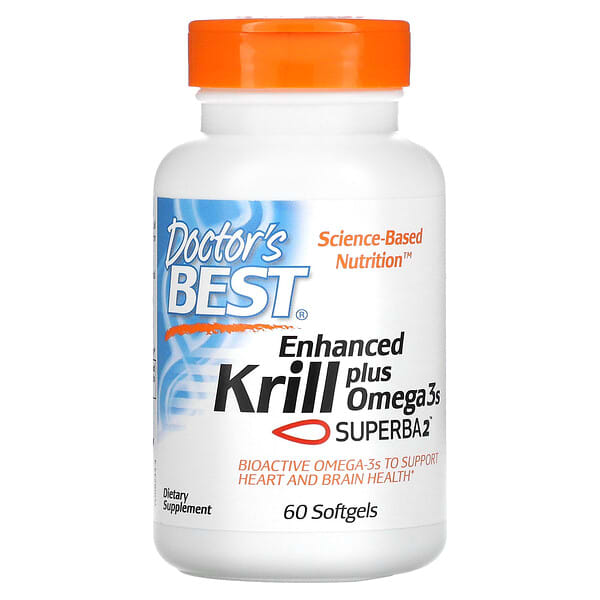 Doctor's
BEST®
Science-Based
Nutrition™
Enhanced
Krill plus
Omega3s
SUPERBA2™
BIOACTIVE OMEGA-3s TO SUPPORT
HEART AND BRAIN HEALTH*
Dietary
Supplement
60 Softgels